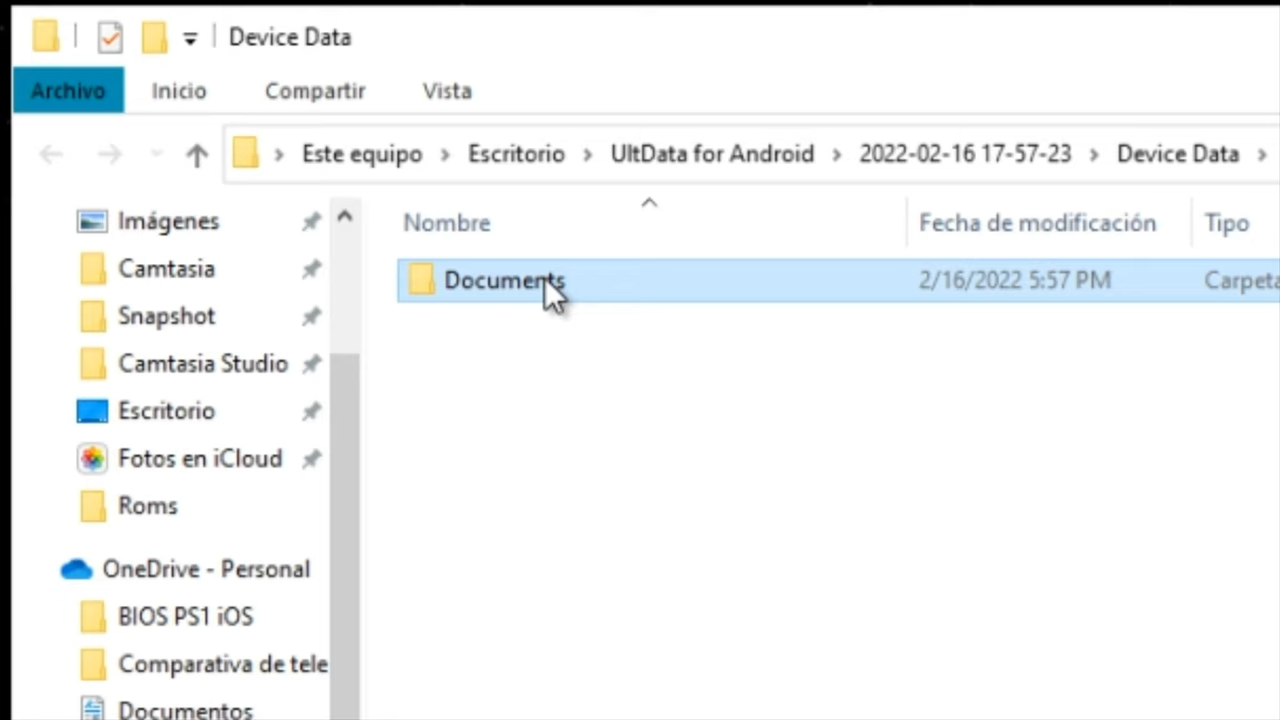 Device Data
Archivo Inicio Compartir Vista
Este equipo > Escritorio > UltData for Android > 2022-02-16 17-57-23 > Device Data >
Nombre Fecha de modificación Tipo
Documents 2/16/2022 5:57 PM Carpeta
Imágenes
Camtasia
Snapshot
Camtasia Studio
Escritorio
Fotos en iCloud
Roms
OneDrive - Personal
BIOS PS1 iOS
Comparativa de tele
Documentos